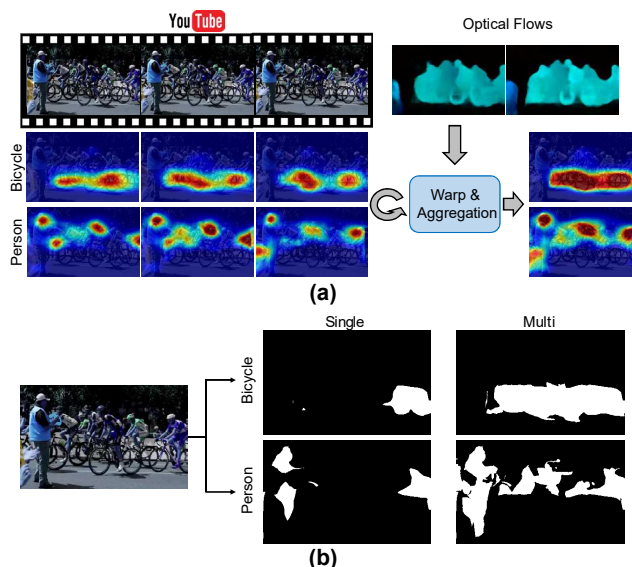 YouTube
Optical Flows
Bicycle
Person
Warp &
Aggregation
(a)
Single
Multi
Bicycle
Person
(b)